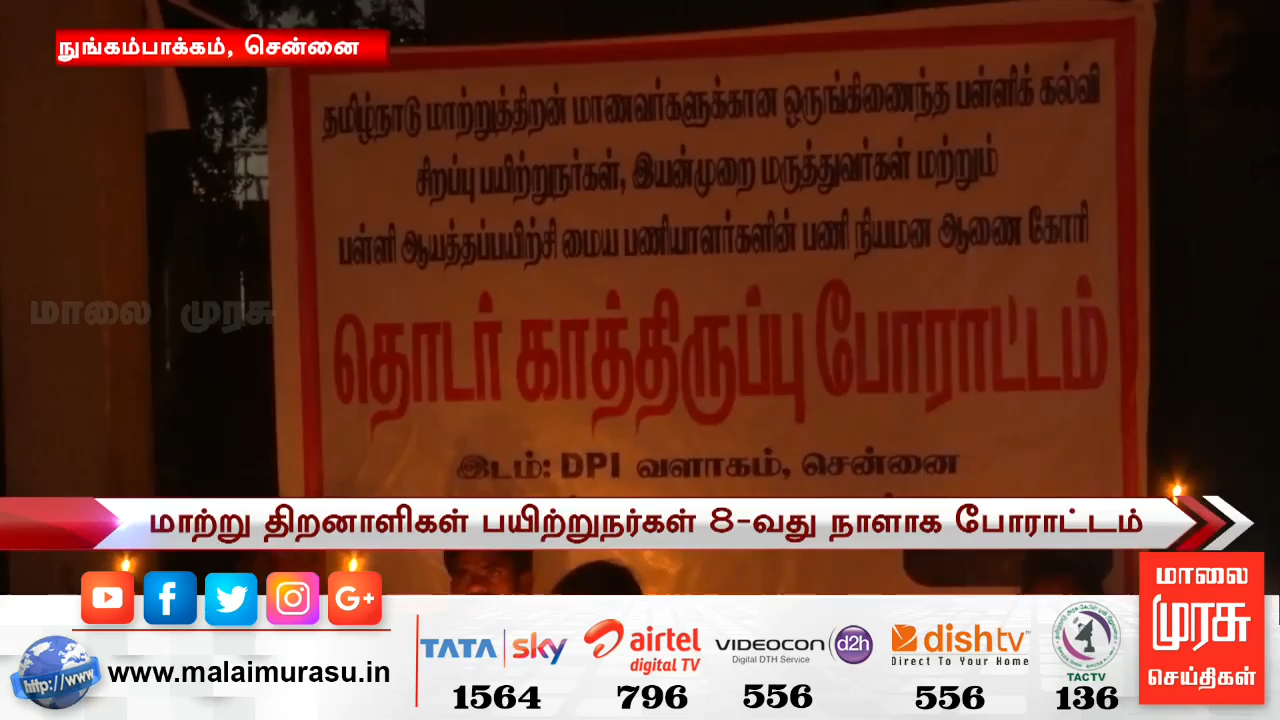 நுங்கம்பாக்கம், சென்னை
தமிழ்நாடு மாற்றுத்திறன் மாணவர்களுக்கான ஒருங்கிணைந்த பள்ளிக் கல்வி
சிறப்பு பயிற்றுநர்கள், இயன்முறை மருத்துவர்கள் மற்றும்
பள்ளி ஆயத்தப்பயிற்சி மைய பணியாளர்களின் பணி நியமன ஆணை கோரி
மாலை முரசு
தொடர் காத்திருப்பு போராட்டம்
இடம்: DPI வளாகம், சென்னை
மாற்று திறனாளிகள் பயிற்றுநர்கள் 8-வது நாளாக போராட்டம்
G+
http://www
www.malaimurasu.in
TATA sky
1564
airtel
digital TV
796
VIDEOCON d2h
Digital DTH Service
556
dishtv
Direct To Your Home
556
TACTV
136
மாலை
முரசு
செய்திகள்